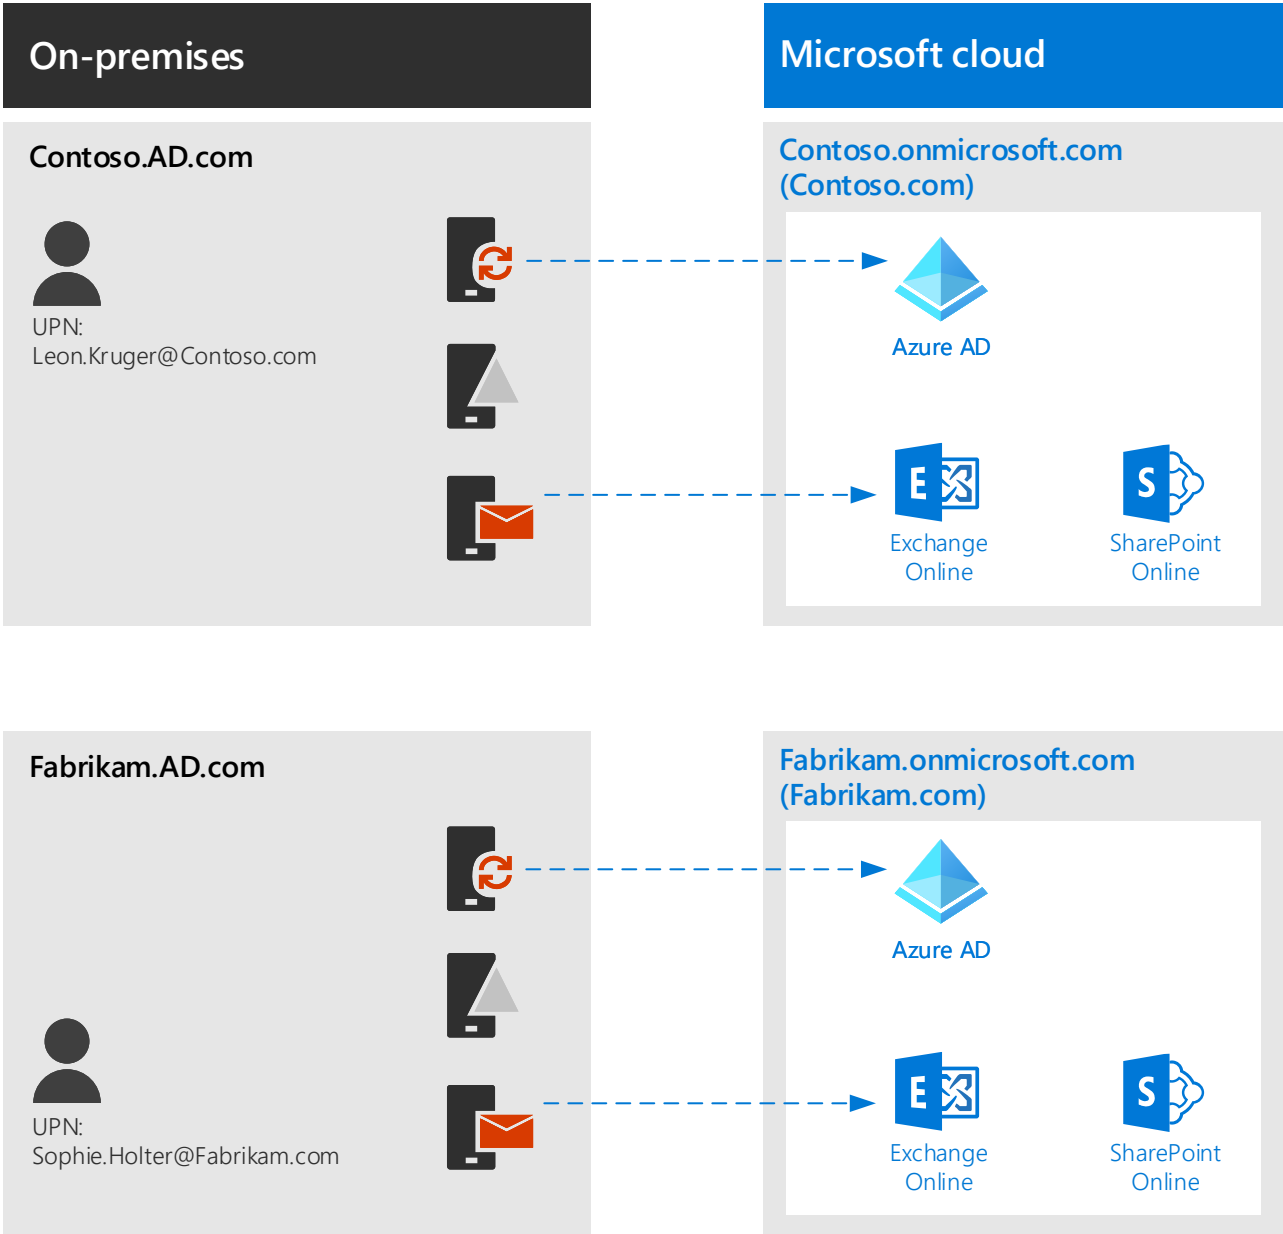 On-premises
Microsoft cloud
Contoso.AD.com
UPN:
Leon.Kruger@Contoso.com
Contoso.onmicrosoft.com
(Contoso.com)
Azure AD
E
S
Exchange
Online
SharePoint
Online
Fabrikam.AD.com
UPN:
Sophie.Holter@Fabrikam.com
Fabrikam.onmicrosoft.com
(Fabrikam.com)
Azure AD
E
S
Exchange
Online
SharePoint
Online